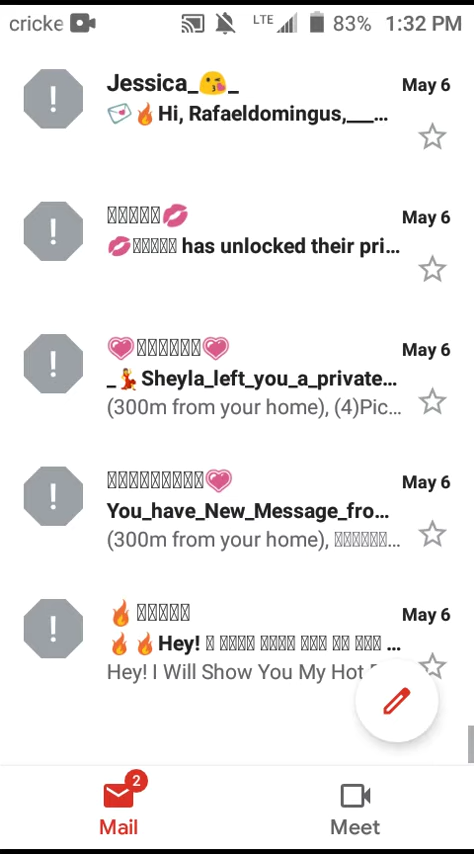 cricke LTE 83% 1:32 PM
Jessica_😘_ May 6
💌🔥Hi, Rafaeldomingus,___...
💋 May 6
💋 has unlocked their pri...
💗💗 May 6
_💃Sheyla_left_you_a_private...
(300m from your home), (4)Pic...
💗 May 6
You_have_New_Message_fro...
(300m from your home), ...
🔥 May 6
🔥🔥Hey! ...
Hey! I Will Show You My Hot
2
Mail Meet